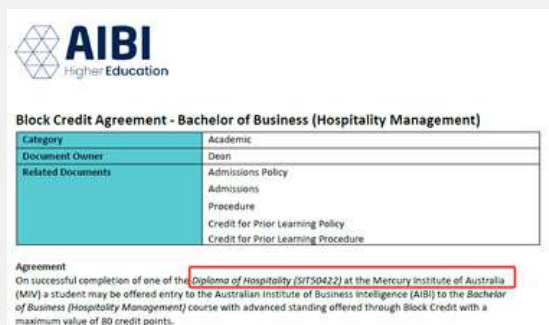 AIBI
Higher Education
Block Credit Agreement - Bachelor of Business (Hospitality Management)
Category Academic
Document Owner Dean
Related Documents Admissions Policy
Admissions
Procedure
Credit for Prior Learning Policy
Credit for Prior Learning Procedure
Agreement
On successful completion of one of the Diploma of Hospitality (SIT50422) at the Mercury Institute of Australia
(MIV) a student may be offered entry to the Australian Institute of Business Intelligence (AIBI) to the Bachelor
of Business (Hospitality Management) course with advanced standing offered through Block Credit with a
maximum value of 80 credit points.